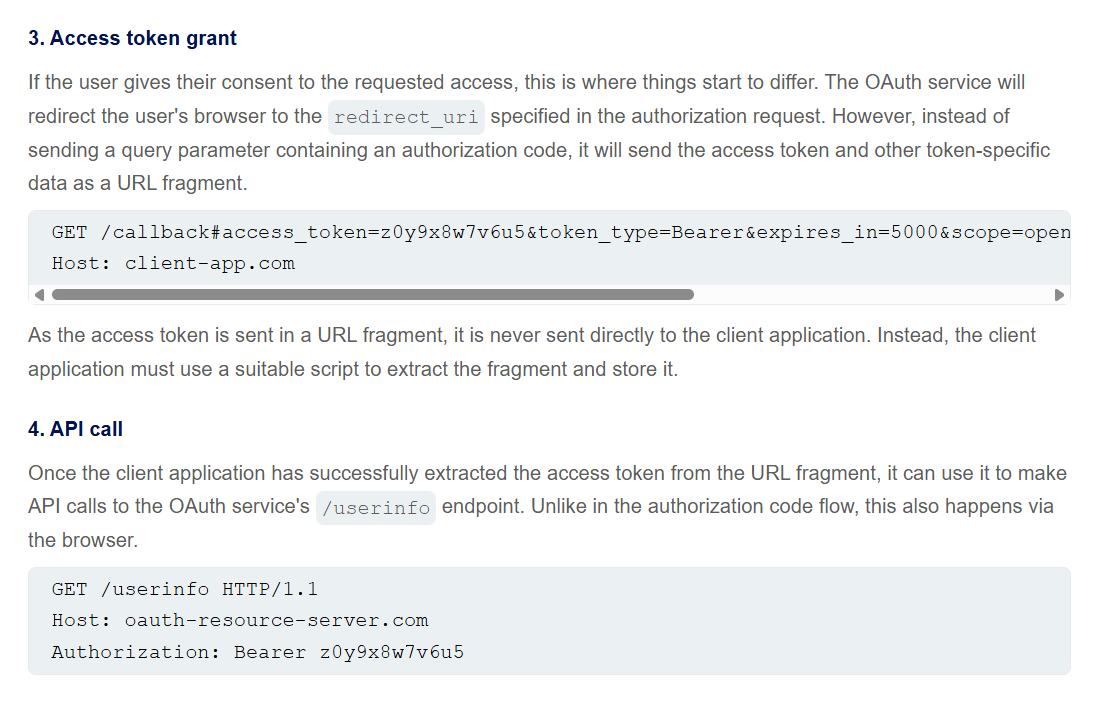 3. Access token grant
If the user gives their consent to the requested access, this is where things start to differ. The OAuth service will
redirect the user's browser to the redirect_uri specified in the authorization request. However, instead of
sending a query parameter containing an authorization code, it will send the access token and other token-specific
data as a URL fragment.
GET /callback#access_token=z0y9x8w7v6u5&token_type=Bearer&expires_in=5000&scope=open
Host: client-app.com
As the access token is sent in a URL fragment, it is never sent directly to the client application. Instead, the client
application must use a suitable script to extract the fragment and store it.
4. API call
Once the client application has successfully extracted the access token from the URL fragment, it can use it to make
API calls to the OAuth service's /userinfo endpoint. Unlike in the authorization code flow, this also happens via
the browser.
GET /userinfo HTTP/1.1
Host: oauth-resource-server.com
Authorization: Bearer z0y9x8w7v6u5